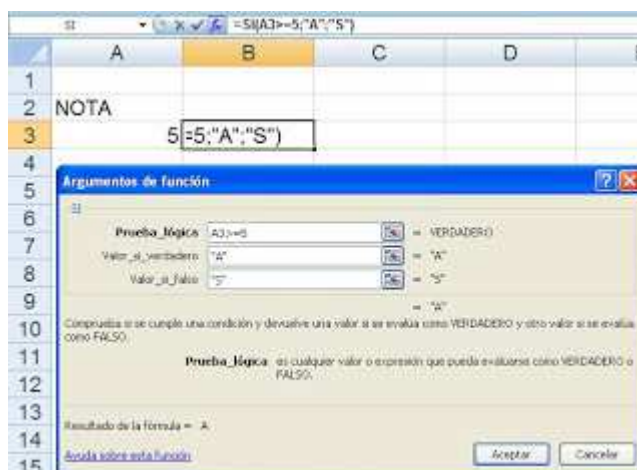 SI =SI(A3>=5;"A";"S")
A B C D
1
2 NOTA
3 5 =5;"A";"S")
4
5 Argumentos de función
6 SI
Prueba_lógica A3>=5 = VERDADERO
7 Valor_si_verdadero "A" = "A"
8 Valor_si_falso "S" = "S"
9 = "A"
10 Comprueba si se cumple una condición y devuelve una valor si se evalúa como VERDADERO y otro valor si se evalúa
como FALSO.
11 Prueba_lógica es cualquier valor o expresión que pueda evaluarse como VERDADERO o
12 FALSO.
13
Resultado de la fórmula = A
14
Ayuda sobre esta función Aceptar Cancelar
15